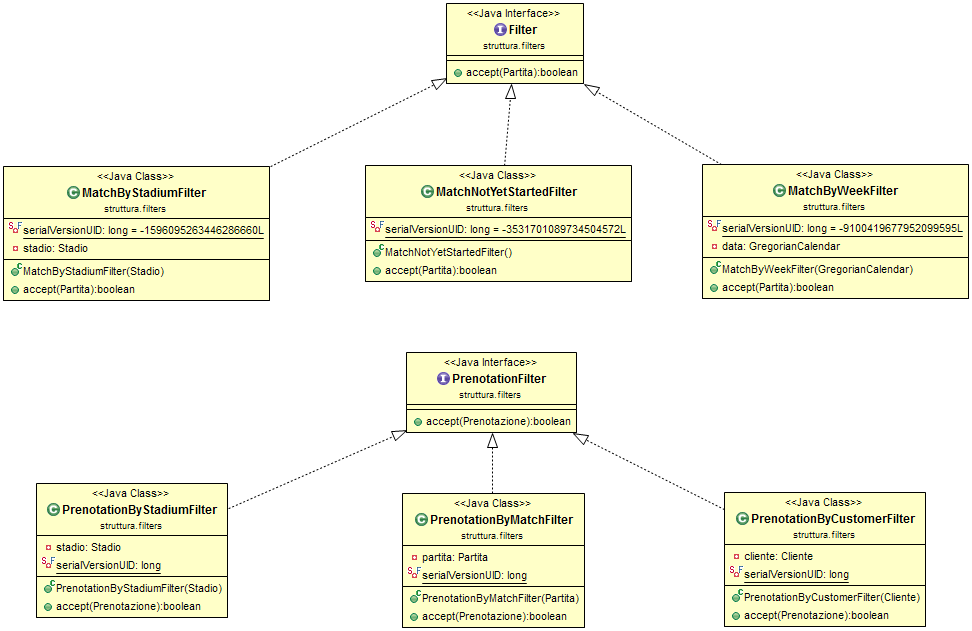 <<Java Interface>>
Filter
struttura.filters
accept(Partita):boolean
<<Java Class>>
MatchByStadiumFilter
struttura.filters
serialVersionUID: long = -1596095263446286660L
stadio: Stadio
MatchByStadiumFilter(Stadio)
accept(Partita):boolean
<<Java Class>>
MatchNotYetStartedFilter
struttura.filters
serialVersionUID: long = -3531701089734504572L
MatchNotYetStartedFilter()
accept(Partita):boolean
<<Java Class>>
MatchByWeekFilter
struttura.filters
serialVersionUID: long = -9100419677952099595L
data: GregorianCalendar
MatchByWeekFilter(GregorianCalendar)
accept(Partita):boolean
<<Java Interface>>
PrenotationFilter
struttura.filters
accept(Prenotazione):boolean
<<Java Class>>
PrenotationByStadiumFilter
struttura.filters
stadio: Stadio
serialVersionUID: long
PrenotationByStadiumFilter(Stadio)
accept(Prenotazione):boolean
<<Java Class>>
PrenotationByMatchFilter
struttura.filters
partita: Partita
serialVersionUID: long
PrenotationByMatchFilter(Partita)
accept(Prenotazione):boolean
<<Java Class>>
PrenotationByCustomerFilter
struttura.filters
cliente: Cliente
serialVersionUID: long
PrenotationByCustomerFilter(Cliente)
accept(Prenotazione):boolean